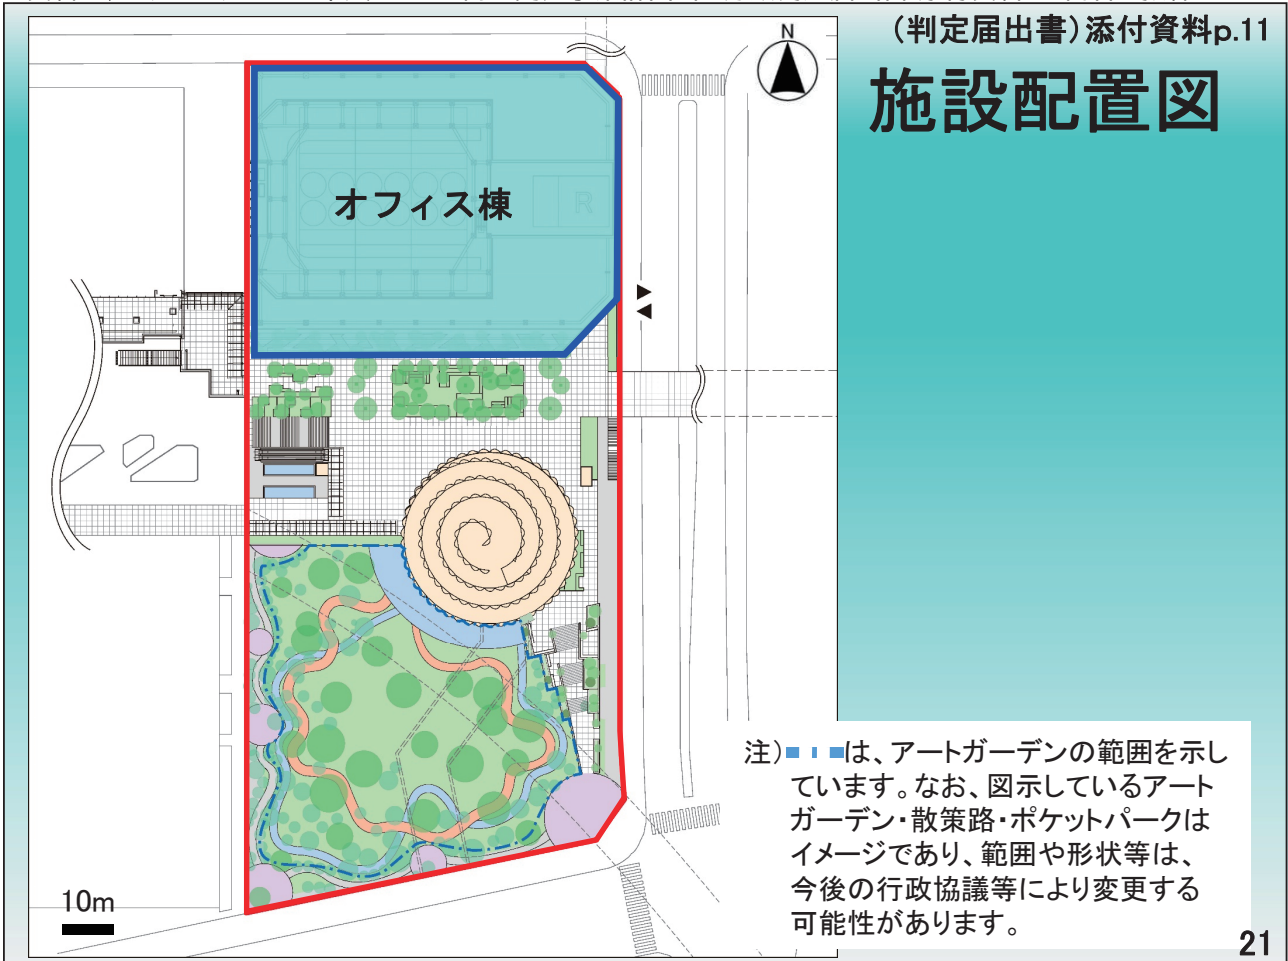 (判定届出書)添付資料p.11
施設配置図
N
オフィス棟
R
注) は、アートガーデンの範囲を示し
ています。なお、図示しているアート
ガーデン・散策路・ポケットパークは
イメージであり、範囲や形状等は、
今後の行政協議等により変更する
可能性があります。
10m
21